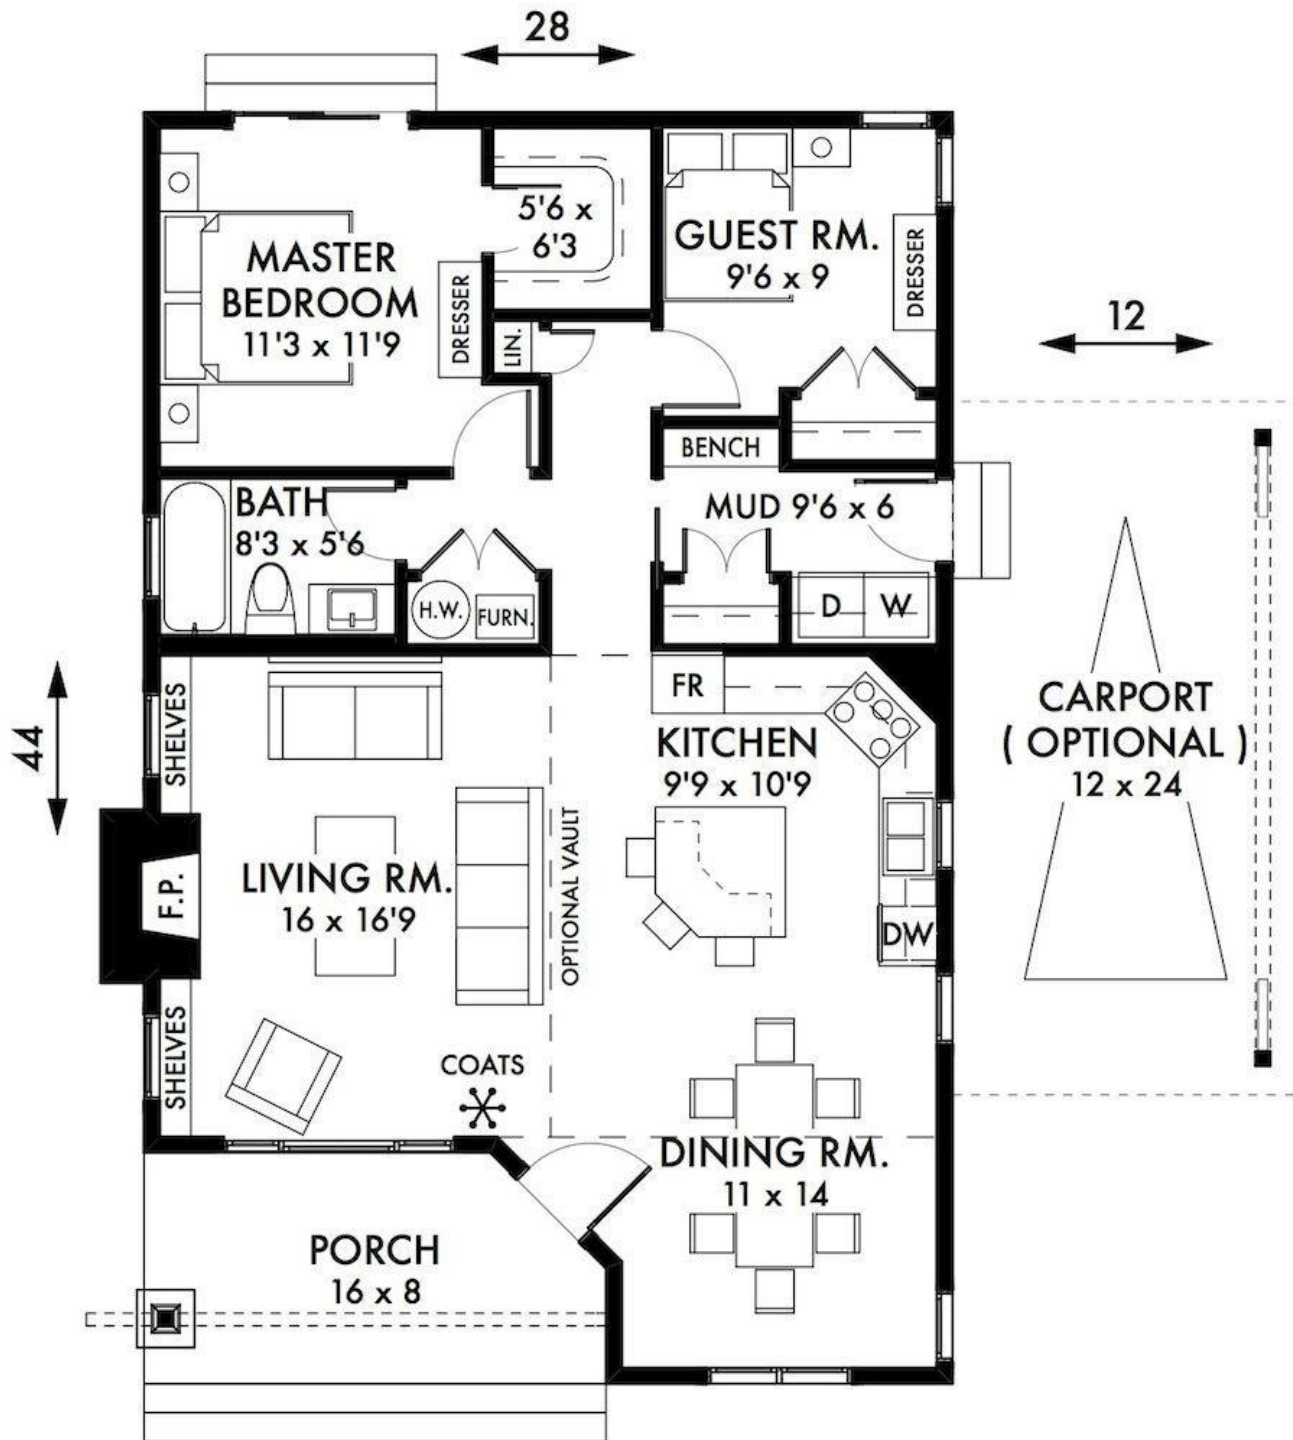 28
5'6 x
6'3
GUEST RM.
9'6 x 9
DRESSER
MASTER
BEDROOM
11'3 x 11'9
DRESSER
LIN.
12
BENCH
BATH
8'3 x 5'6
MUD 9'6 x 6
H.W.
FURN.
D
W
44
SHELVES
FR
KITCHEN
9'9 x 10'9
CARPORT
( OPTIONAL )
12 x 24
F.P.
LIVING RM.
16 x 16'9
OPTIONAL VAULT
DW
SHELVES
COATS
DINING RM.
11 x 14
PORCH
16 x 8